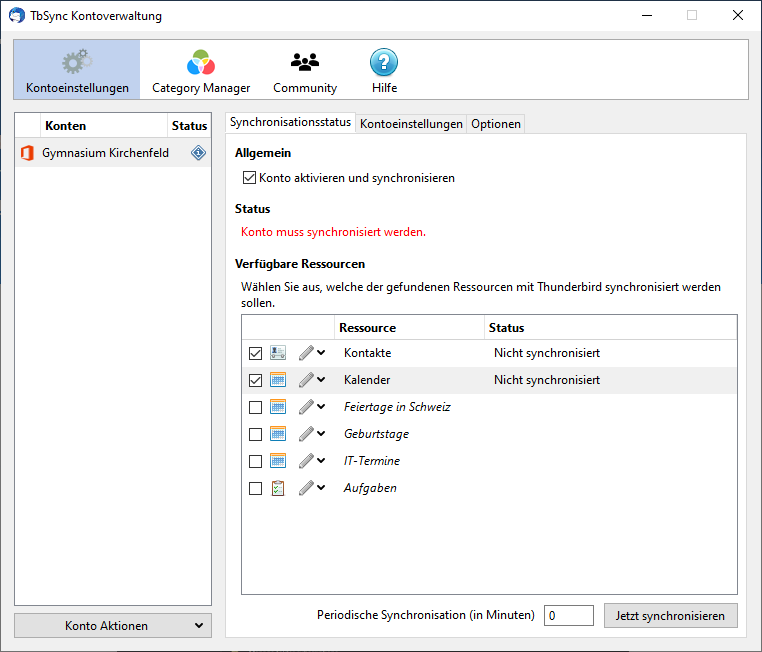 TbSync Kontoverwaltung
Kontoeinstellungen
Category Manager
Community
Hilfe
Konten
Status
Gymnasium Kirchenfeld
Konto Aktionen
Synchronisationsstatus
Kontoeinstellungen
Optionen
Allgemein
Konto aktivieren und synchronisieren
Status
Konto muss synchronisiert werden.
Verfügbare Ressourcen
Wählen Sie aus, welche der gefundenen Ressourcen mit Thunderbird synchronisiert werden
sollen.
Ressource
Status
Kontakte
Nicht synchronisiert
Kalender
Nicht synchronisiert
Feiertage in Schweiz
Geburtstage
IT-Termine
Aufgaben
Periodische Synchronisation (in Minuten)
0
Jetzt synchronisieren